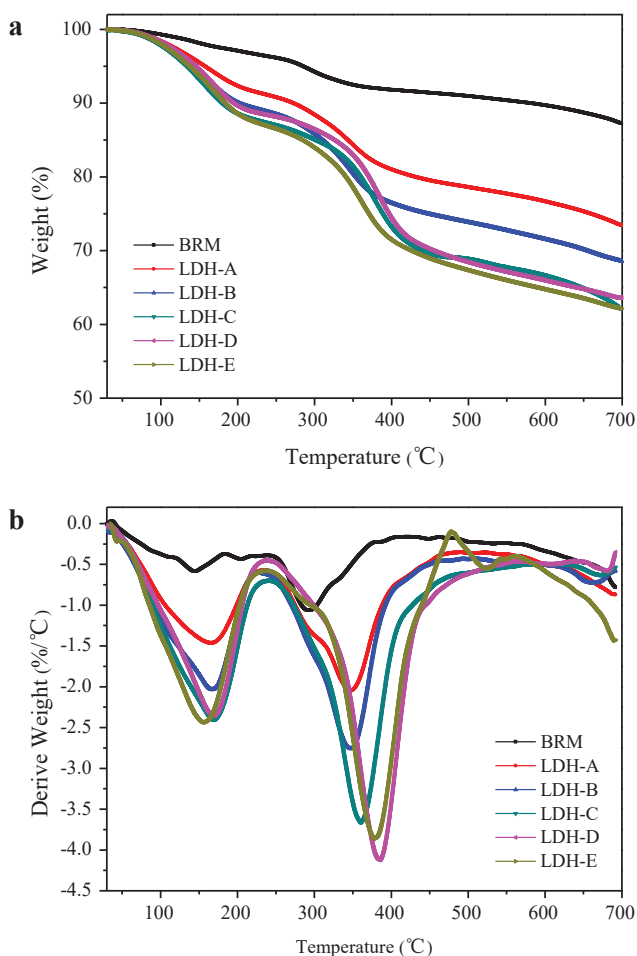 a
100
90
80
70
60
50
Weight (%)
BRM
LDH-A
LDH-B
LDH-C
LDH-D
LDH-E
100 200 300 400 500 600 700
Temperature (℃)
b
0.0
-0.5
-1.0
-1.5
-2.0
-2.5
-3.0
-3.5
-4.0
-4.5
Derive Weight (%/℃)
BRM
LDH-A
LDH-B
LDH-C
LDH-D
LDH-E
100 200 300 400 500 600 700
Temperature (℃)